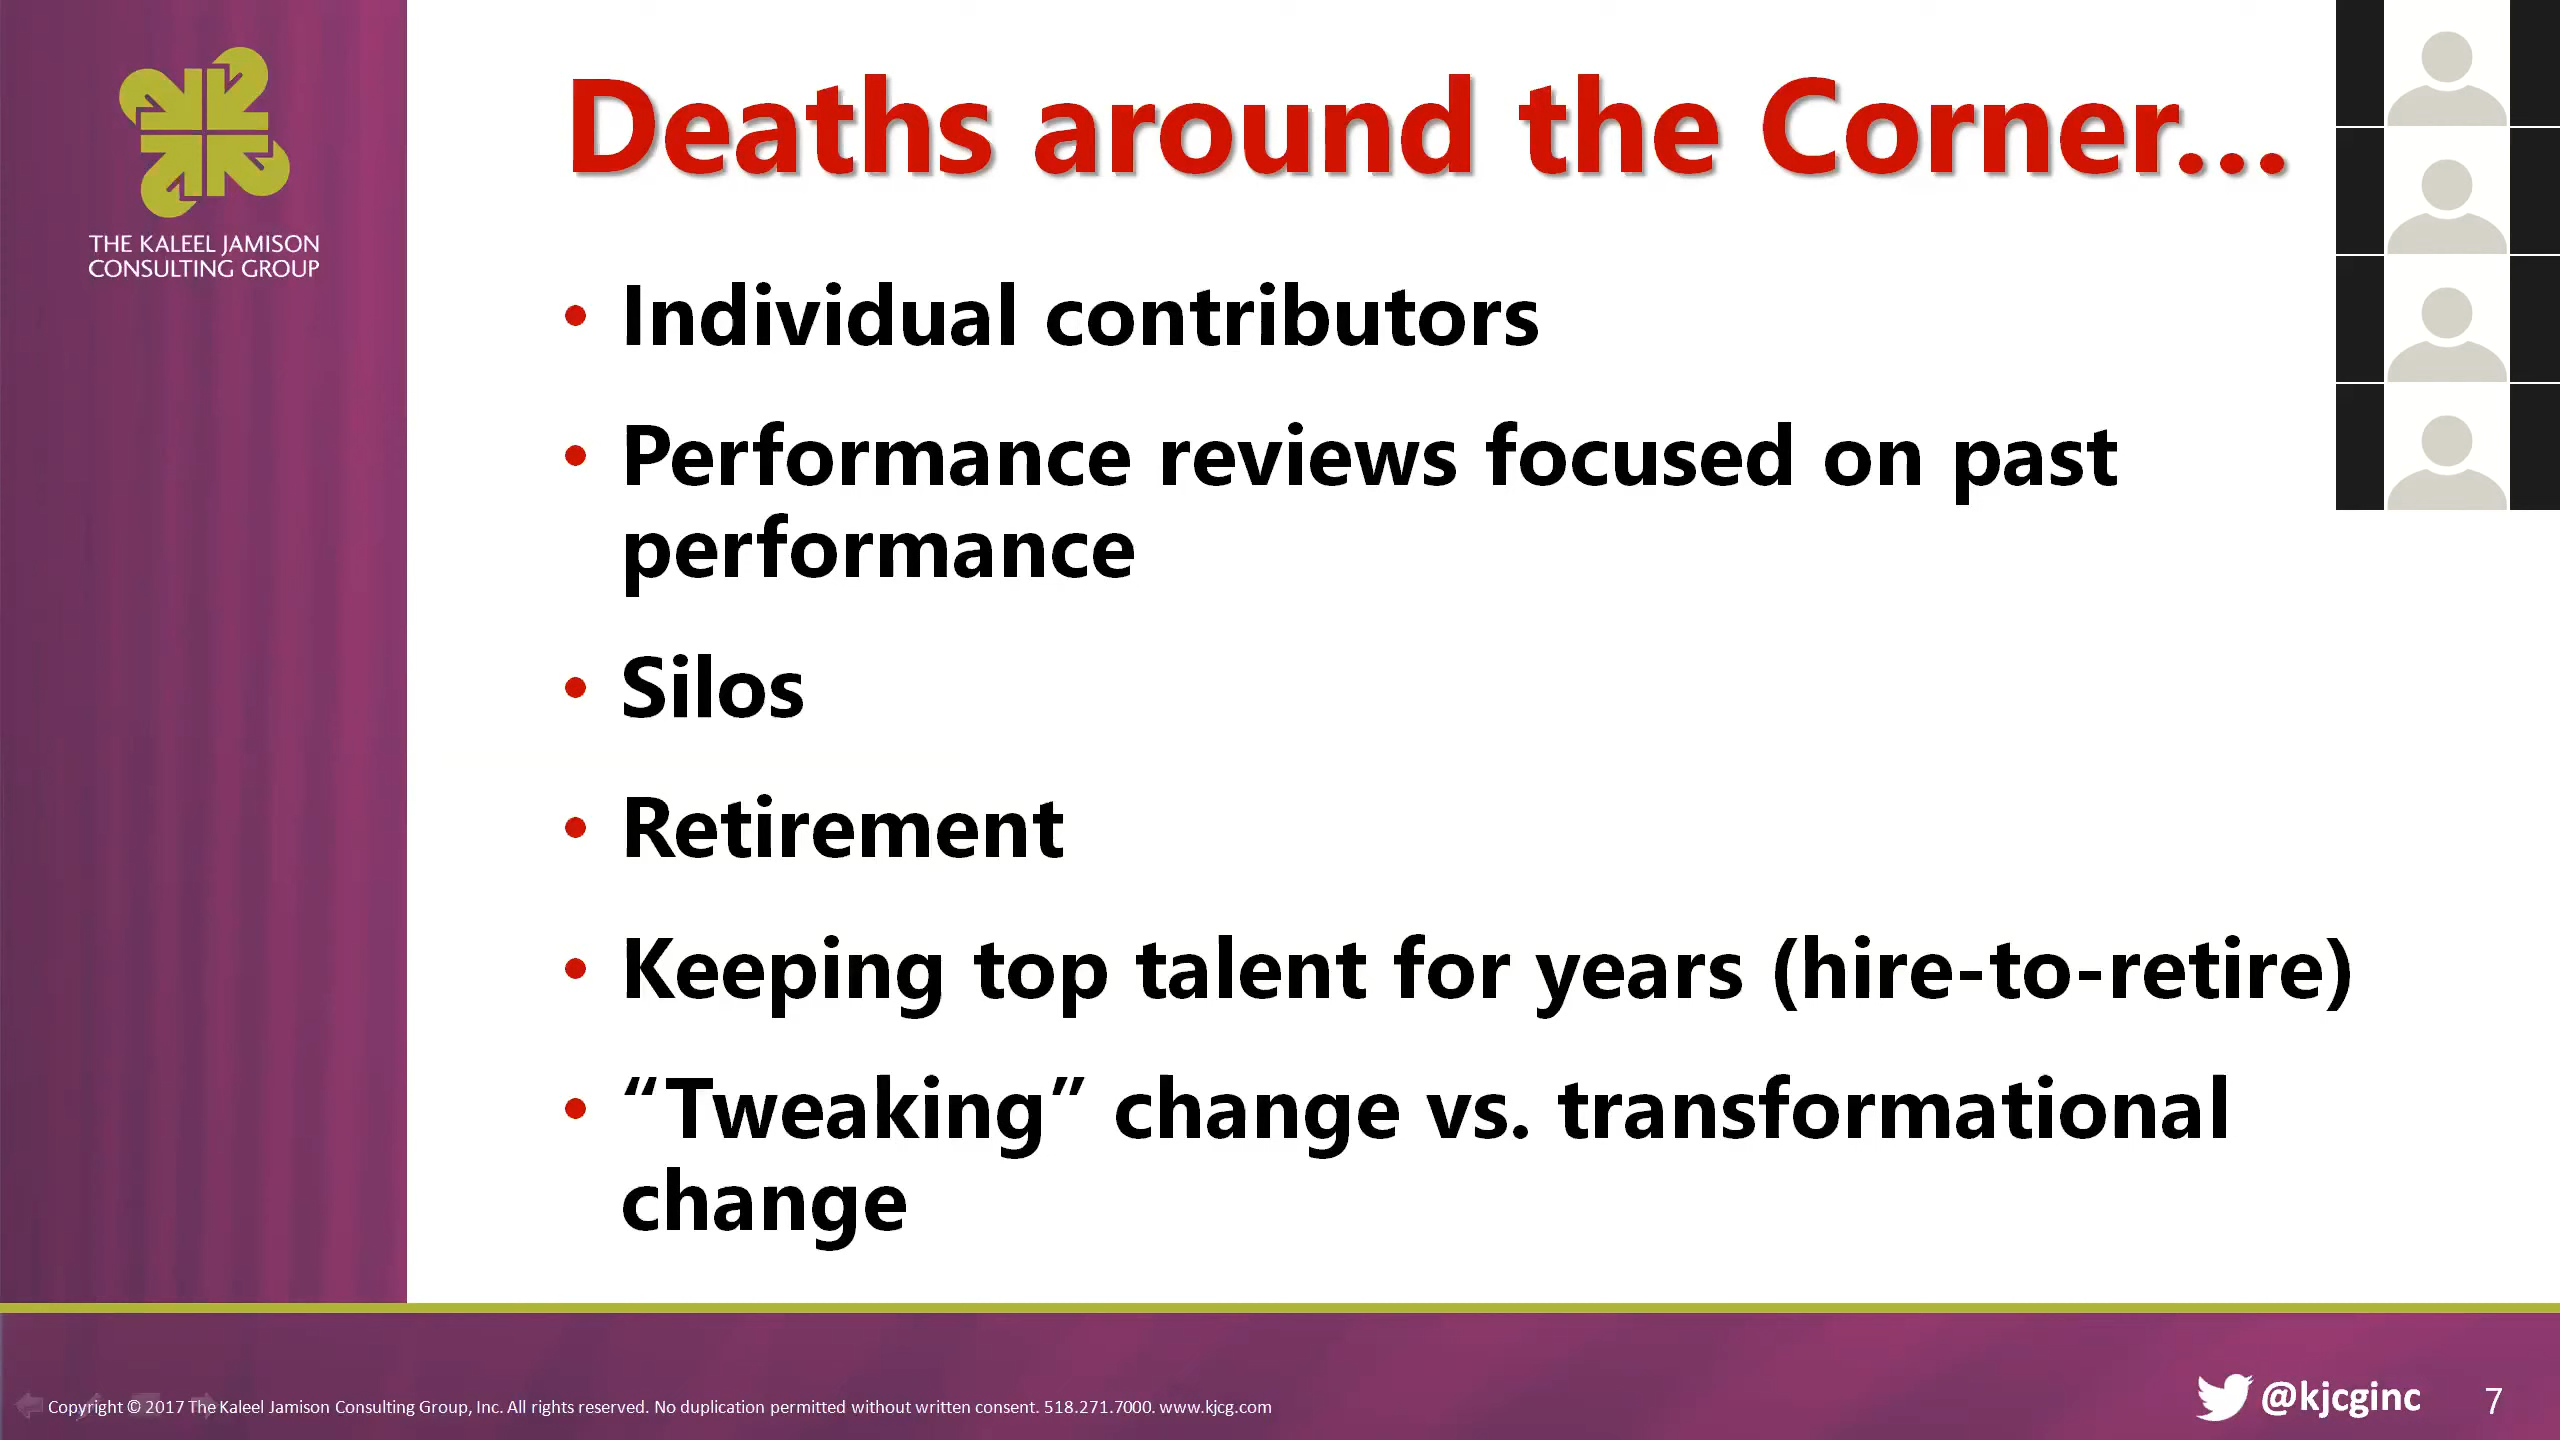 THE KALEEL JAMISON
CONSULTING GROUP
Deaths around the Corner...
• Individual contributors
• Performance reviews focused on past
performance
• Silos
• Retirement
• Keeping top talent for years (hire-to-retire)
• “Tweaking” change vs. transformational
change
Copyright © 2017 The Kaleel Jamison Consulting Group, Inc. All rights reserved. No duplication permitted without written consent. 518.271.7000. www.kjcg.com
@kjcginc
7